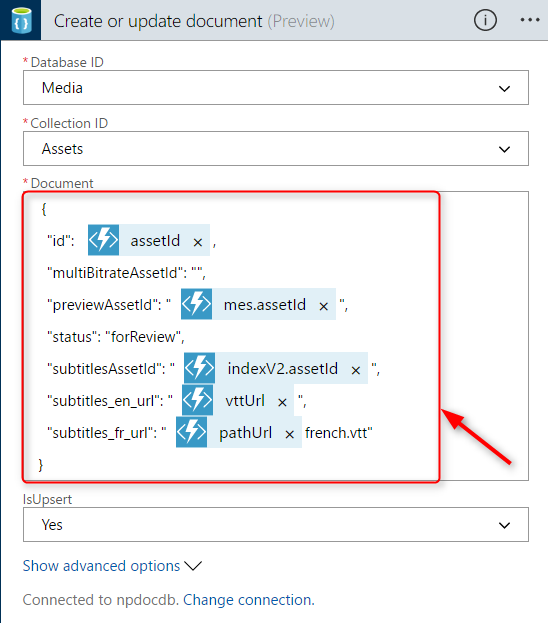 Create or update document (Preview)
* Database ID
Media
* Collection ID
Assets
* Document
{
"id": assetId × ,
"multiBitrateAssetId": "",
"previewAssetId": " mes.assetId × ",
"status": "forReview",
"subtitlesAssetId": " indexV2.assetId × ",
"subtitles_en_url": " vttUrl × ",
"subtitles_fr_url": " pathUrl × french.vtt"
}
IsUpsert
Yes
Show advanced options
Connected to npdocdb. Change connection.